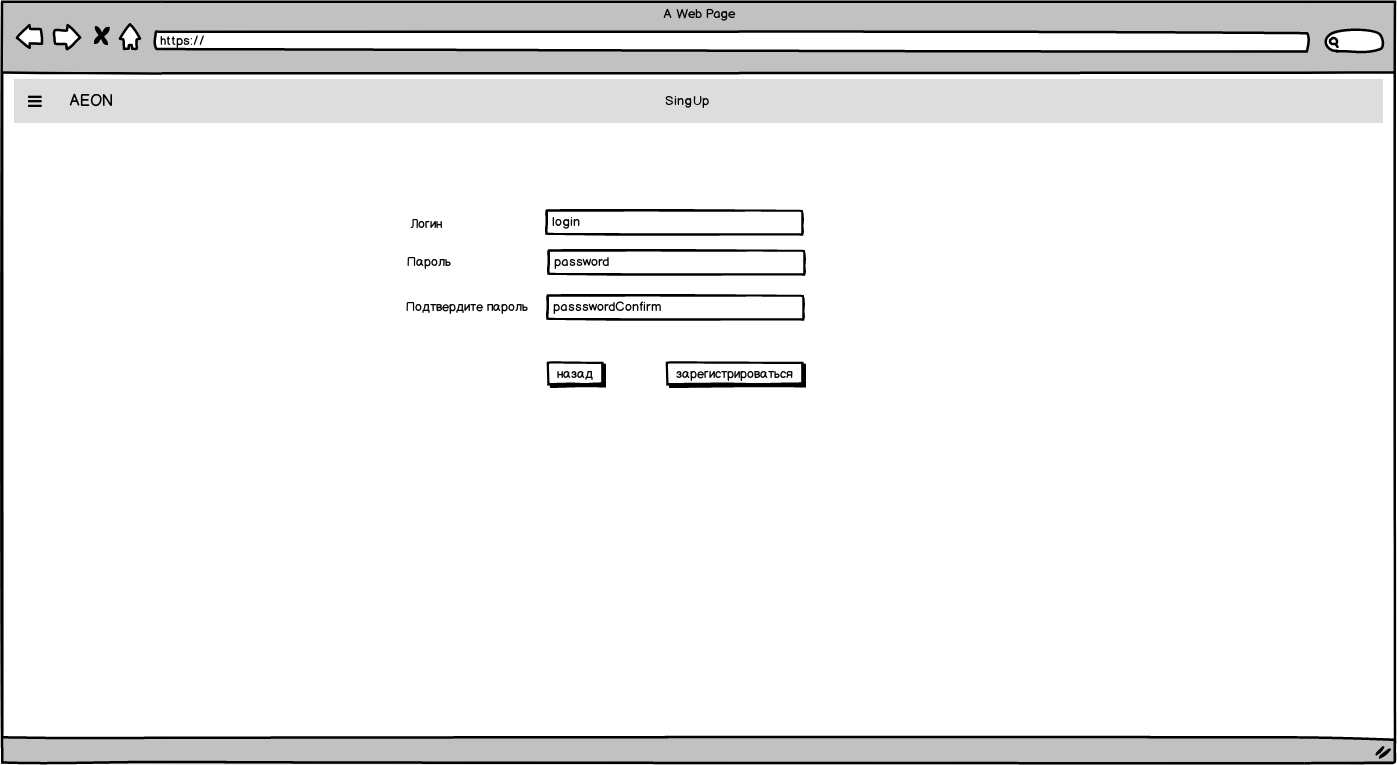 A Web Page
https://
AEON
SingUp
Логин
login
Пароль
password
Подтвердите пароль
passswordConfirm
назад
зарегистрироваться